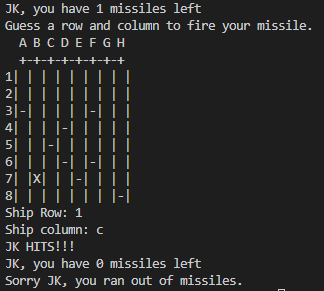 JK, you have 1 missiles left
Guess a row and column to fire your missile.
  A B C D E F G H
  +-+-+-+-+-+-+-+
1| | | | | | | |
2| | | | | | | |
3|-| | | | |-| |
4| | | |-| | | |
5| | |-| | | | |
6| | | |-| |-| |
7| |X| | |-| | |
8| | | | | | | |-|
Ship Row: 1
Ship column: c
JK HITS!!!
JK, you have 0 missiles left
Sorry JK, you ran out of missiles.